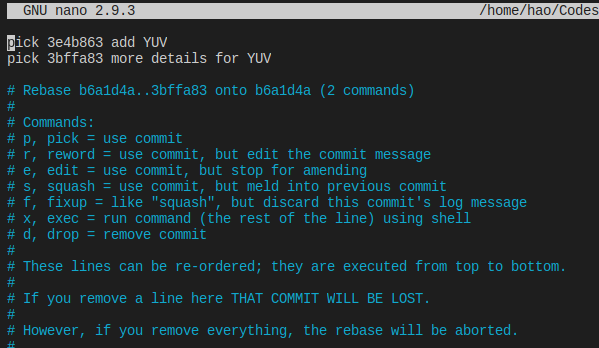 GNU nano 2.9.3 /home/hao/Codes
pick 3e4b863 add YUV
pick 3bffa83 more details for YUV
# Rebase b6a1d4a..3bffa83 onto b6a1d4a (2 commands)
#
# Commands:
# p, pick = use commit
# r, reword = use commit, but edit the commit message
# e, edit = use commit, but stop for amending
# s, squash = use commit, but meld into previous commit
# f, fixup = like "squash", but discard this commit's log message
# x, exec = run command (the rest of the line) using shell
# d, drop = remove commit
#
# These lines can be re-ordered; they are executed from top to bottom.
#
# If you remove a line here THAT COMMIT WILL BE LOST.
#
# However, if you remove everything, the rebase will be aborted.
#